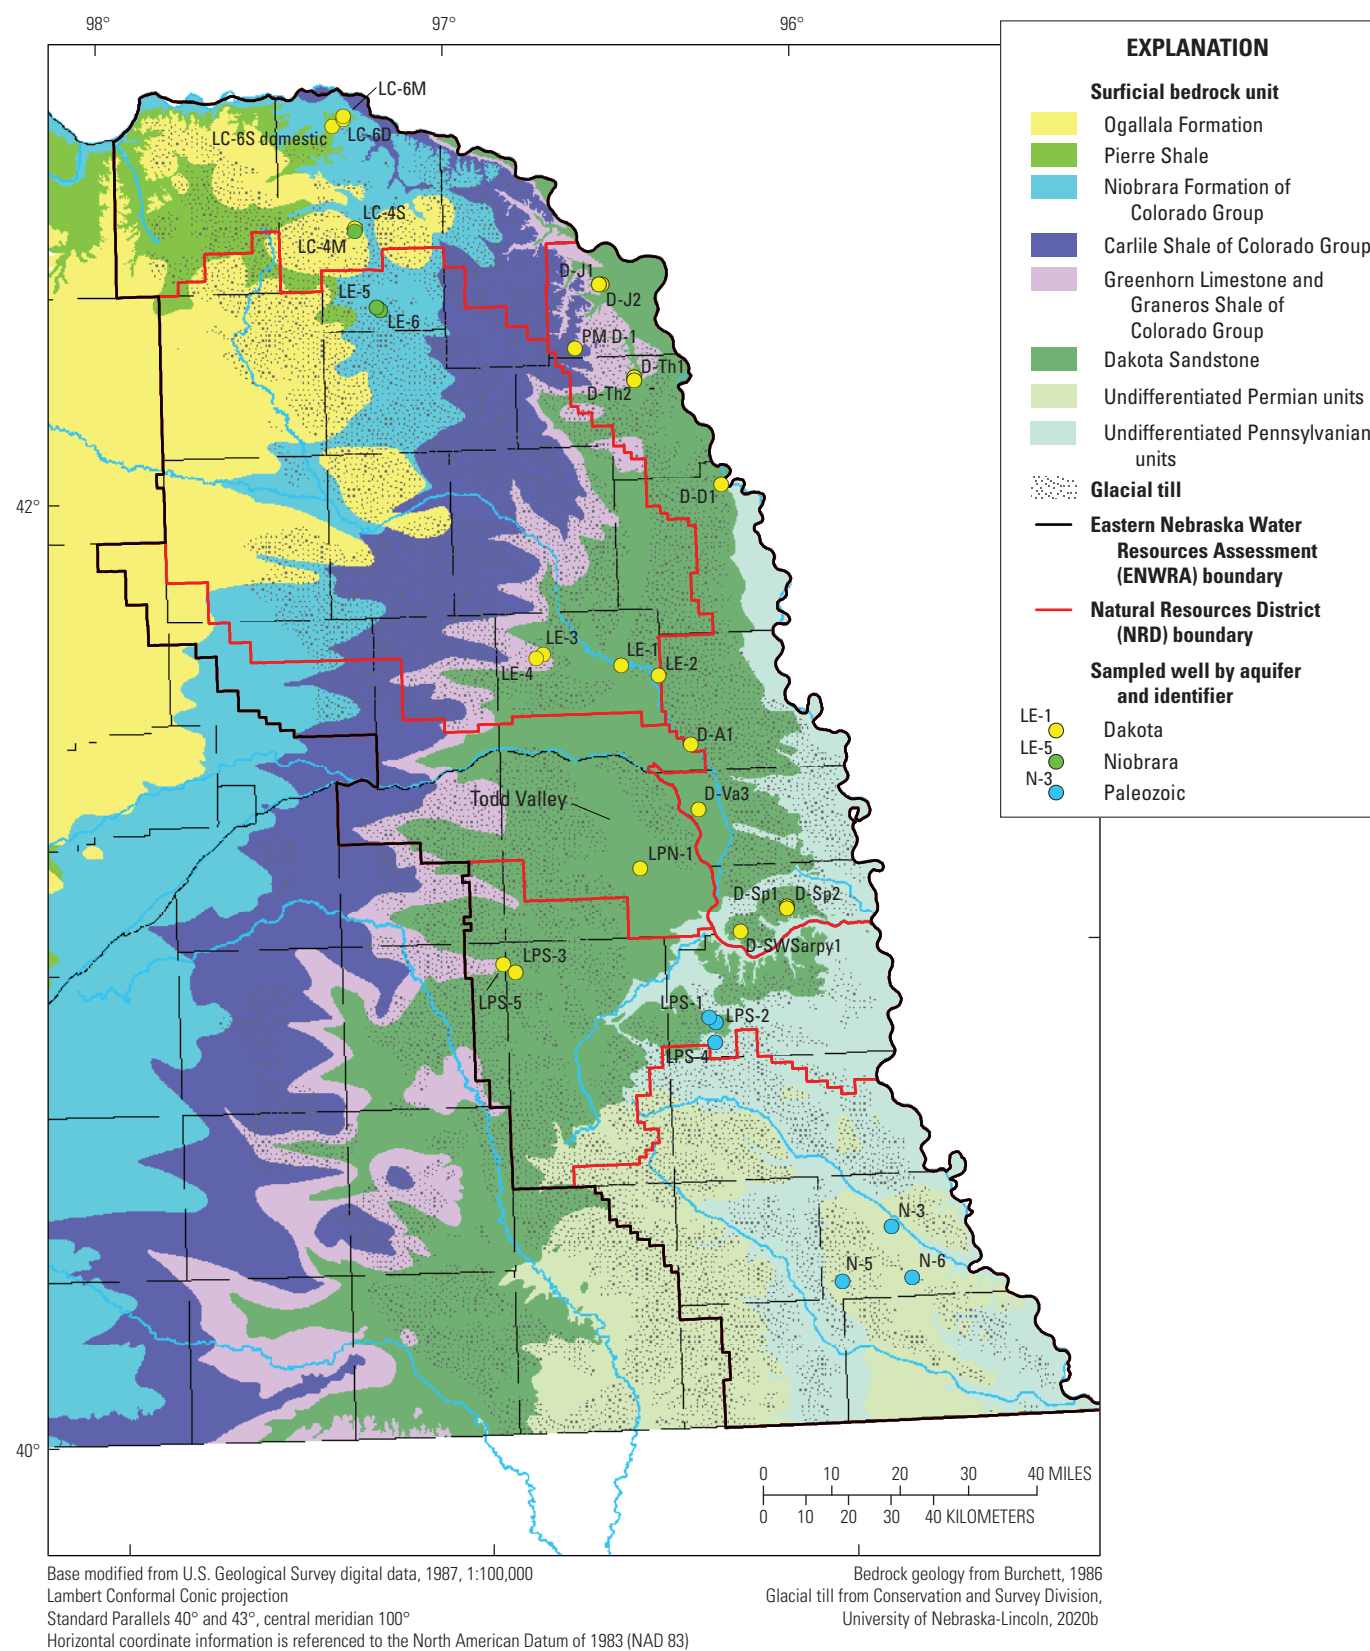 98°
97°
96°
EXPLANATION
Surficial bedrock unit
Ogallala Formation
Pierre Shale
Niobrara Formation of
Colorado Group
Carlile Shale of Colorado Group
Greenhorn Limestone and
Graneros Shale of
Colorado Group
Dakota Sandstone
Undifferentiated Permian units
Undifferentiated Pennsylvanian
units
Glacial till
Eastern Nebraska Water
Resources Assessment
(ENWRA) boundary
Natural Resources District
(NRD) boundary
Sampled well by aquifer
and identifier
LE-1
Dakota
LE-5
Niobrara
N-3
Paleozoic
LC-6M
LC-6S domestic
LC-6D
LC-4S
LC-4M
D-J1
D-J2
LE-5
LE-6
PM D-1
D-Th1
D-Th2
D-D1
42°
LE-3
LE-4
LE-1
LE-2
D-A1
D-Va3
Todd Valley
LPN-1
D-Sp1
D-Sp2
D-SWSarpy1
LPS-3
LPS-5
LPS-1
LPS-2
LPS-4
N-3
N-5
N-6
40°
0 10 20 30 40 MILES
0 10 20 30 40 KILOMETERS
Base modified from U.S. Geological Survey digital data, 1987, 1:100,000
Lambert Conformal Conic projection
Standard Parallels 40° and 43°, central meridian 100°
Horizontal coordinate information is referenced to the North American Datum of 1983 (NAD 83)
Bedrock geology from Burchett, 1986
Glacial till from Conservation and Survey Division,
University of Nebraska-Lincoln, 2020b